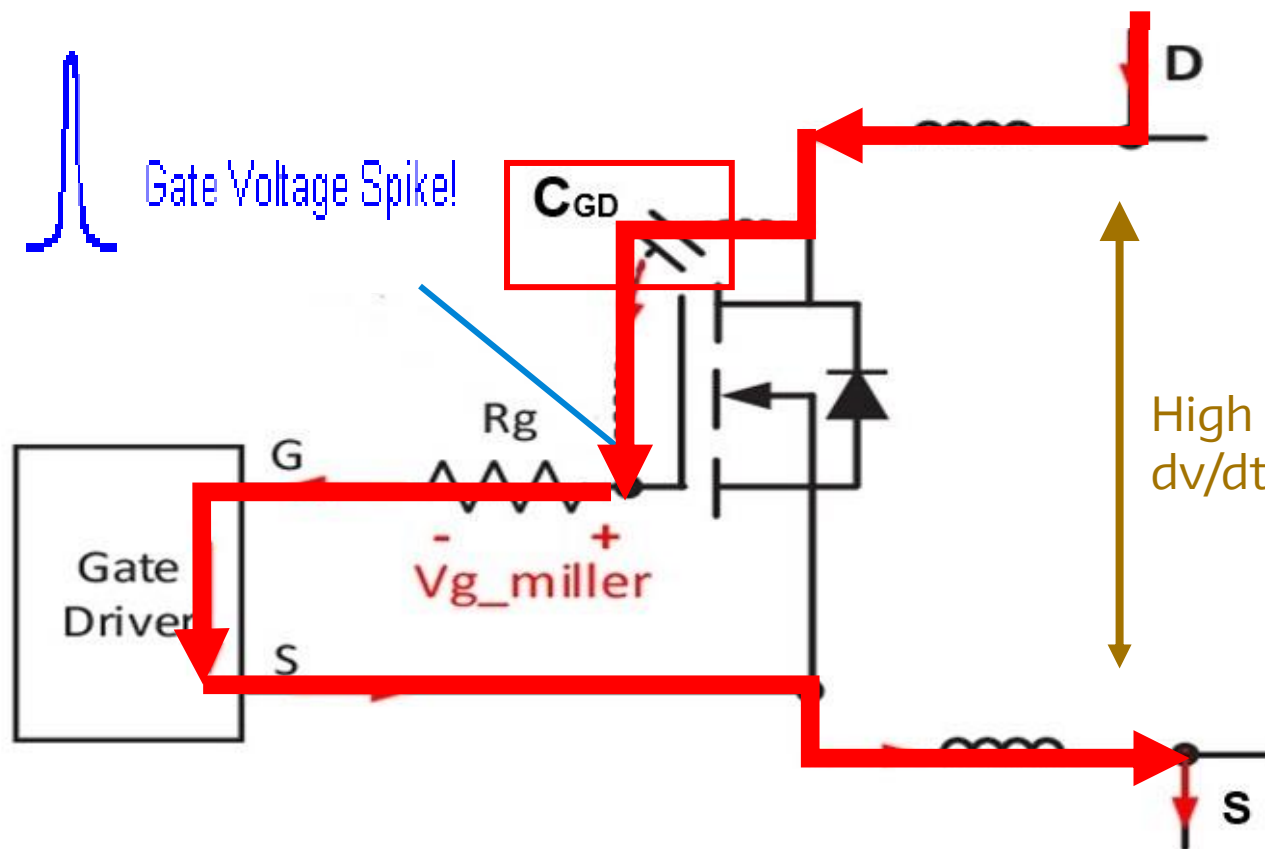 D
Gate Voltage Spike!
CGD
Rg
G
High
dv/dt
- +
Vg_miller
Gate
Driver
S
S